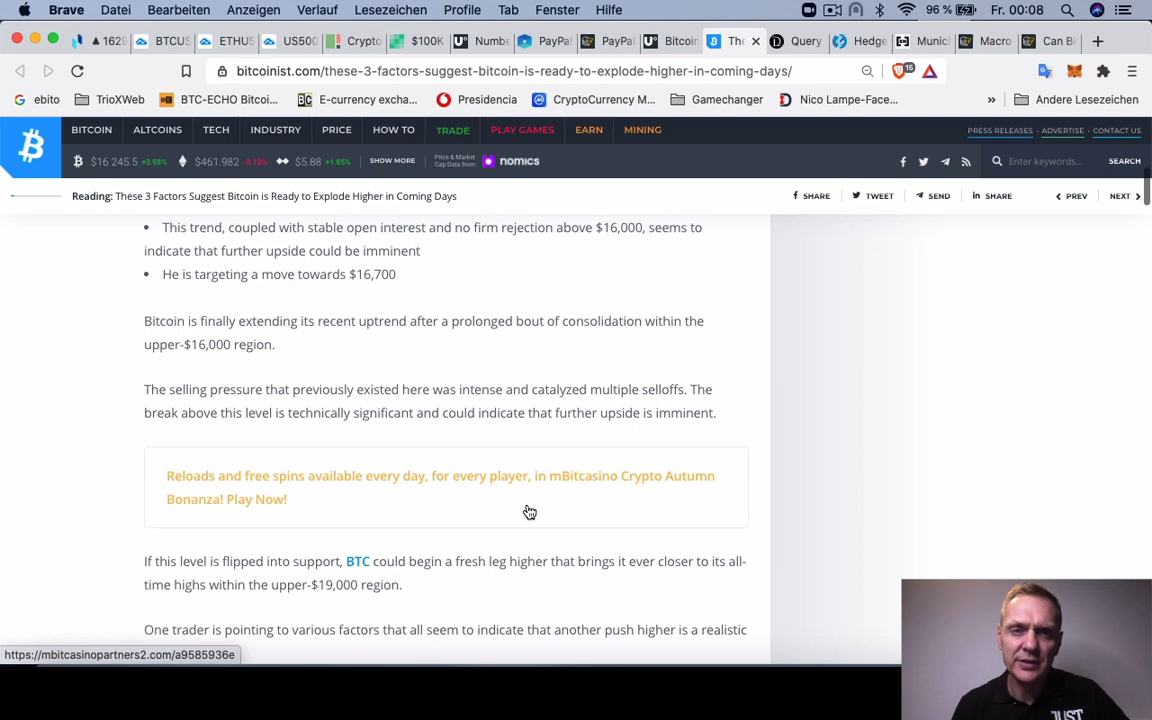 Brave Datei Bearbeiten Anzeigen Verlauf Lesezeichen Profile Tab Fenster Hilfe 96 % Fr. 00:08
1629 BTCUS ETHUS US500 Crypto $100K Numbe PayPa PayPal Bitcoin The Query Hedge Munic Macro Can Bi
bitcoinist.com/these-3-factors-suggest-bitcoin-is-ready-to-explode-higher-in-coming-days/ 15
ebito TrioXWeb BTC-ECHO Bitcoi... E-currency excha... Presidencia CryptoCurrency M... Gamechanger Nico Lampe-Face... » Andere Lesezeichen
BITCOIN ALTCOINS TECH INDUSTRY PRICE HOW TO TRADE PLAY GAMES EARN MINING PRESS RELEASES - ADVERTISE - CONTACT US
$16 245.5 +3.98% $461.982 -0.18% $5.88 +1.85% SHOW MORE Price & Market Cap Data from: nomics Enter keywords... SEARCH
Reading: These 3 Factors Suggest Bitcoin is Ready to Explode Higher in Coming Days SHARE TWEET SEND SHARE PREV NEXT
• This trend, coupled with stable open interest and no firm rejection above $16,000, seems to
indicate that further upside could be imminent
• He is targeting a move towards $16,700
Bitcoin is finally extending its recent uptrend after a prolonged bout of consolidation within the
upper-$16,000 region.
The selling pressure that previously existed here was intense and catalyzed multiple selloffs. The
break above this level is technically significant and could indicate that further upside is imminent.
Reloads and free spins available every day, for every player, in mBitcasino Crypto Autumn
Bonanza! Play Now!
If this level is flipped into support, BTC could begin a fresh leg higher that brings it ever closer to its all-
time highs within the upper-$19,000 region.
One trader is pointing to various factors that all seem to indicate that another push higher is a realistic
https://mbitcasinopartners2.com/a9585936e
JUST